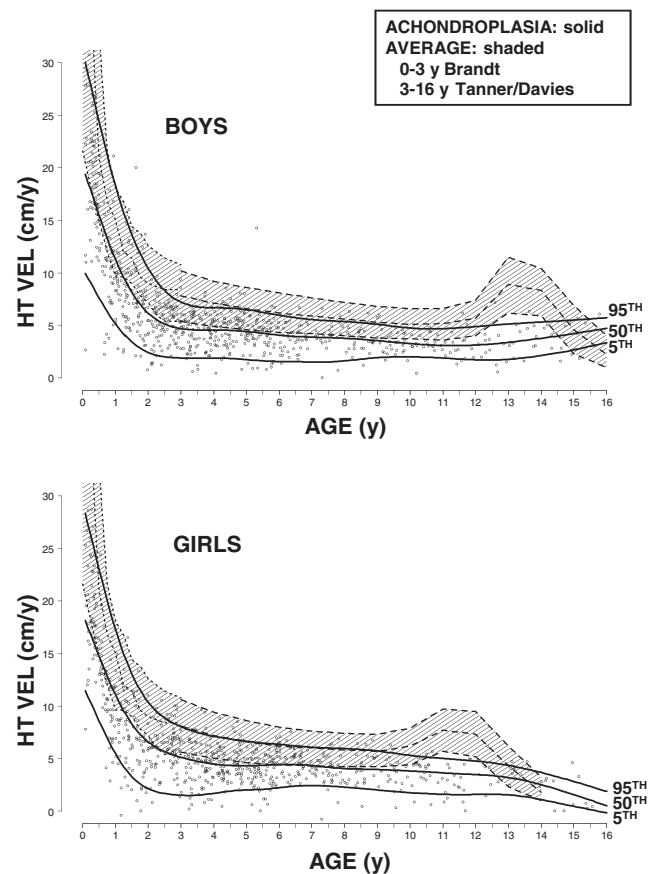 ACHONDROPLASIA: solid
AVERAGE: shaded
0-3 y Brandt
3-16 y Tanner/Davies
BOYS
HT VEL (cm/y)
30
25
20
15
10
5
0
95TH
50TH
5TH
0 1 2 3 4 5 6 7 8 9 10 11 12 13 14 15 16
AGE (y)
GIRLS
HT VEL (cm/y)
30
25
20
15
10
5
0
95TH
50TH
5TH
0 1 2 3 4 5 6 7 8 9 10 11 12 13 14 15 16
AGE (y)